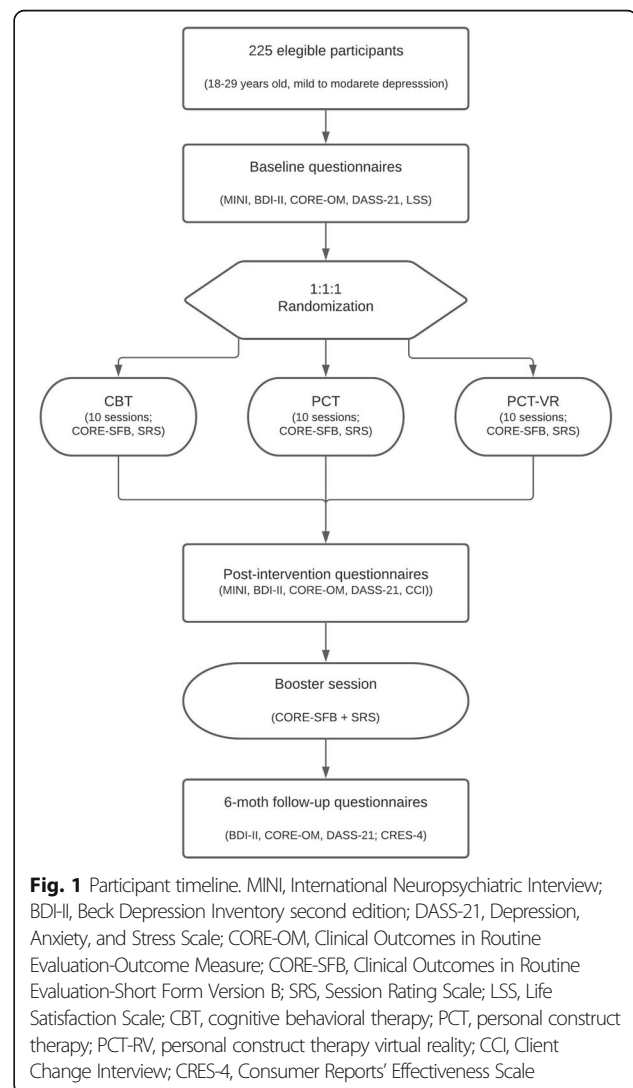 225 elegible participants
(18-29 years old, mild to modarete depresssion)
Baseline questionnaires
(MINI, BDI-II, CORE-OM, DASS-21, LSS)
1:1:1
Randomization
CBT
(10 sessions;
CORE-SFB, SRS)
PCT
(10 sessions;
CORE-SFB, SRS)
PCT-VR
(10 sessions;
CORE-SFB, SRS)
Post-intervention questionnaires
(MINI, BDI-II, CORE-OM, DASS-21, CCI))
Booster session
(CORE-SFB + SRS)
6-moth follow-up questionnaires
(BDI-II, CORE-OM, DASS-21; CRES-4)
Fig. 1 Participant timeline. MINI, International Neuropsychiatric Interview;
BDI-II, Beck Depression Inventory second edition; DASS-21, Depression,
Anxiety, and Stress Scale; CORE-OM, Clinical Outcomes in Routine
Evaluation-Outcome Measure; CORE-SFB, Clinical Outcomes in Routine
Evaluation-Short Form Version B; SRS, Session Rating Scale; LSS, Life
Satisfaction Scale; CBT, cognitive behavioral therapy; PCT, personal construct
therapy; PCT-RV, personal construct therapy virtual reality; CCI, Client
Change Interview; CRES-4, Consumer Reports' Effectiveness Scale